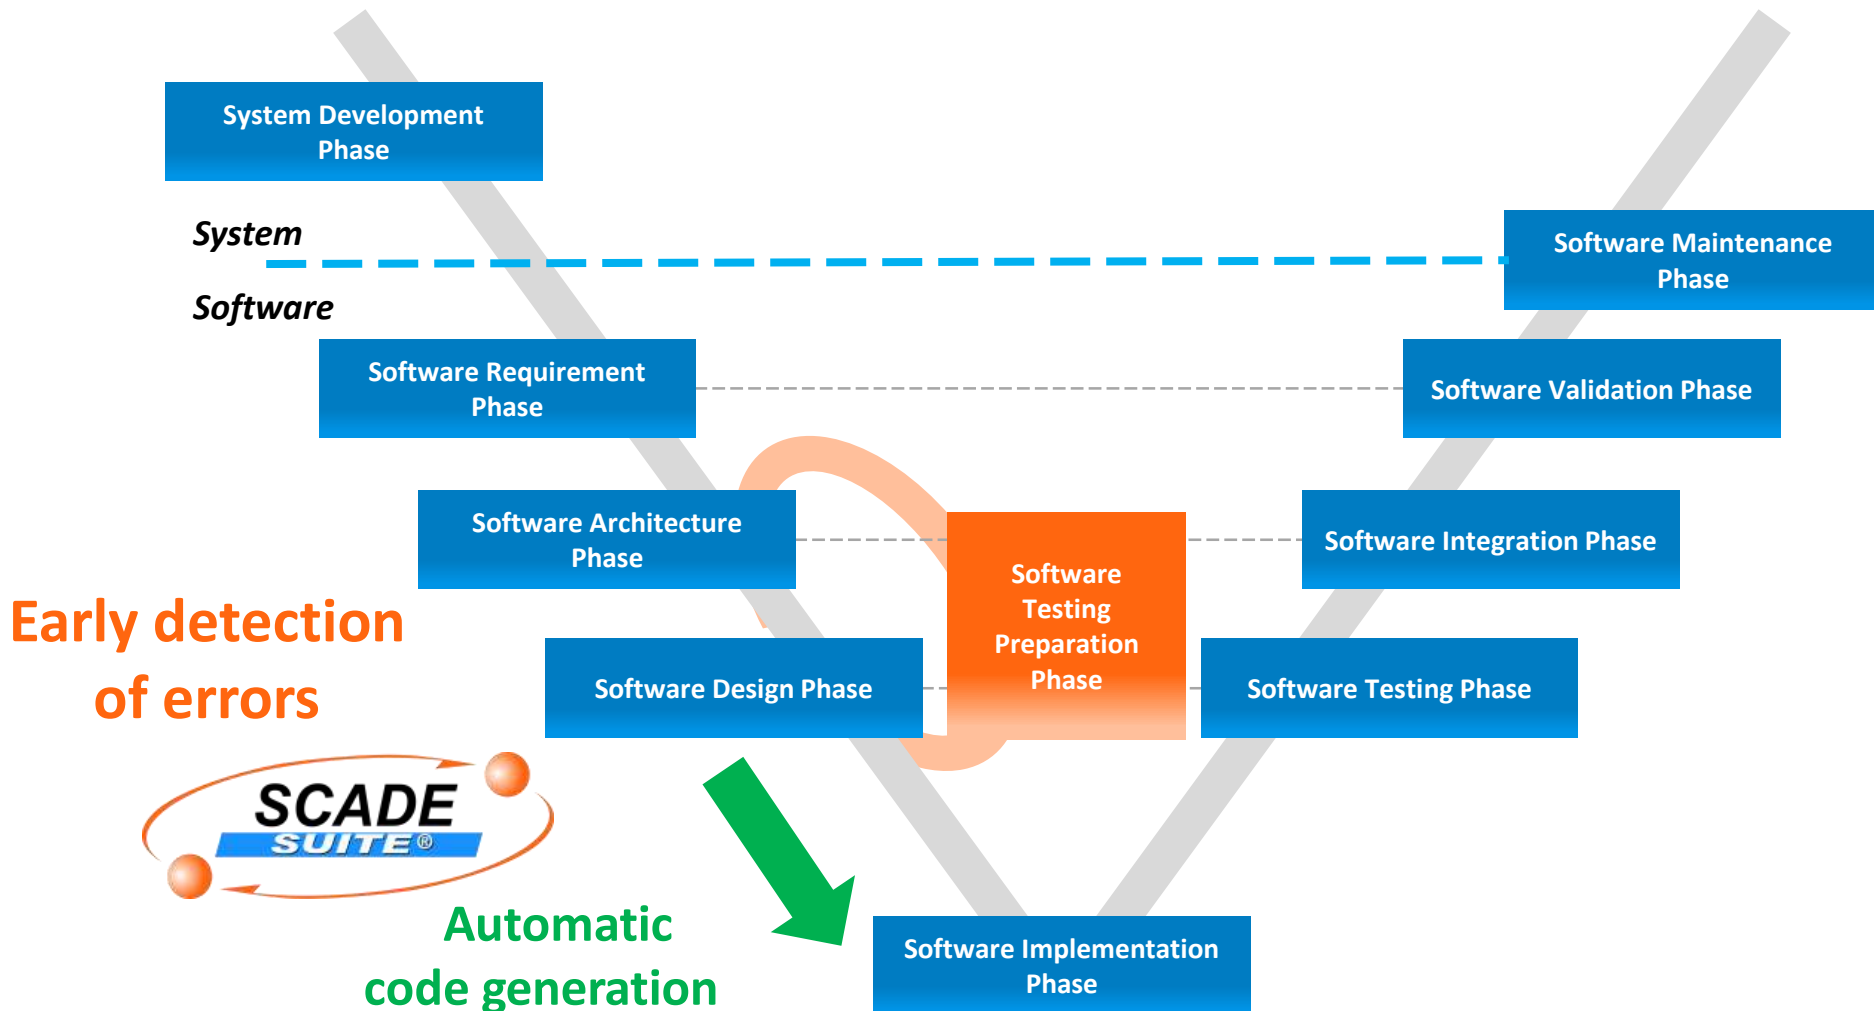 System Development
Phase
System
Software Maintenance
Phase
Software
Software Requirement
Phase
Software Validation Phase
Software Architecture
Phase
Software Integration Phase
Software
Testing
Preparation
Phase
Early detection
of errors
Software Design Phase
Software Testing Phase
SCADE
SUITE®
Automatic
code generation
Software Implementation
Phase